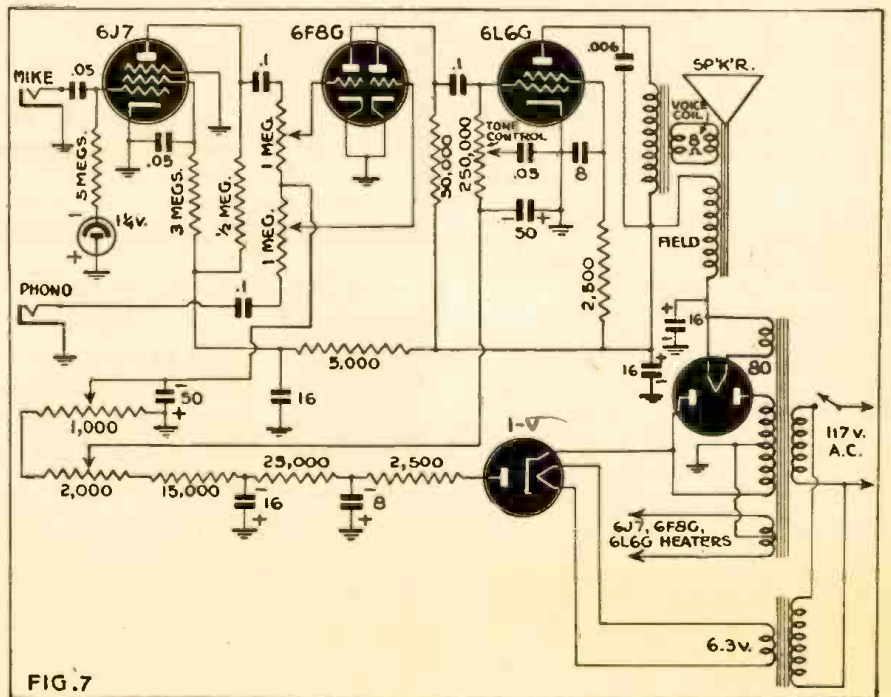 6J7
6F8G
6L6G
MIKE
.05
.1
.1
.006
SP'K'R.
VOICE COIL
8 Ω
.05
5 MEGS.
1¼v.
-
+
3 MEGS.
½ MEG.
1 MEG.
1 MEG.
50,000
250,000
TONE CONTROL
.05
8
- 50 +
2,500
FIELD
PHONO
.1
+ 16 -
80
5,000
16
16 + -
117 v. A.C.
1,000
- 50 +
1-V
2,000
15,000
25,000
2,500
- 16 +
- 8 +
6J7, 6F8G,
6L6G HEATERS
6.3v.
FIG.7